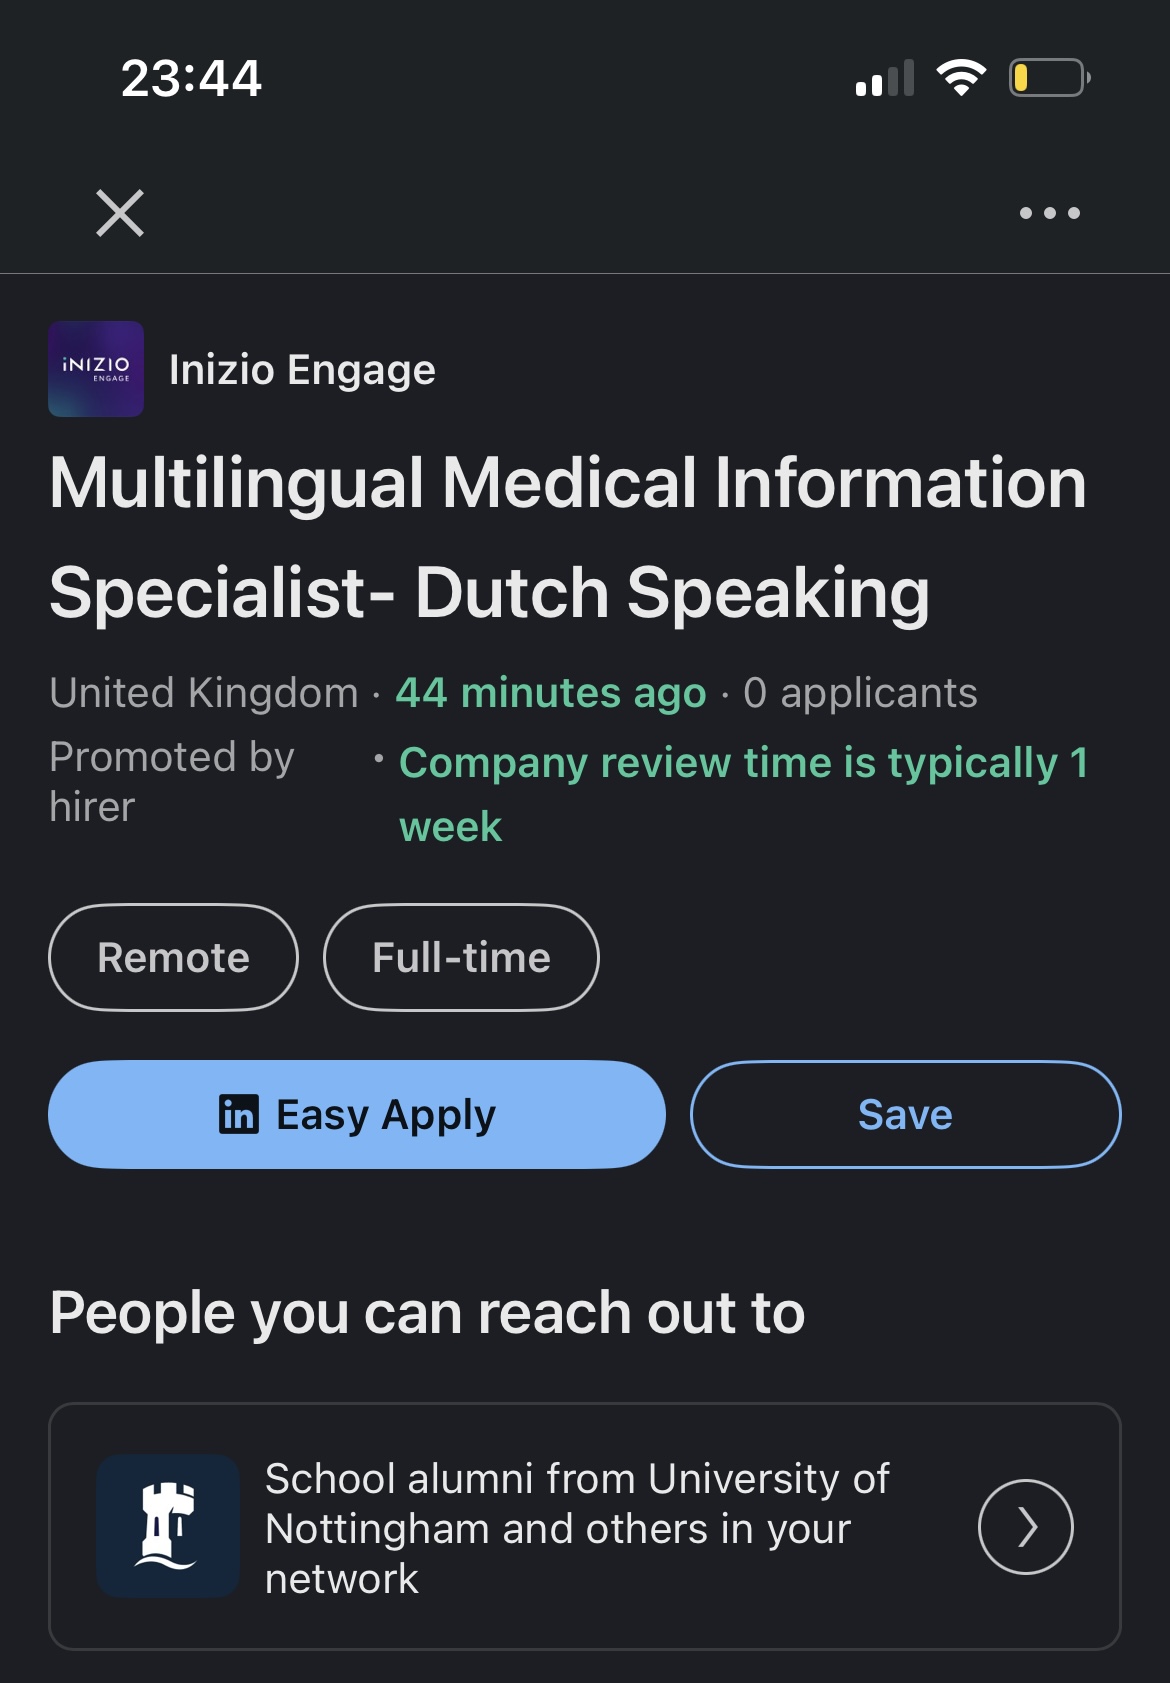 23:44
iNIZIO
ENGAGE
Inizio Engage
Multilingual Medical Information
Specialist- Dutch Speaking
United Kingdom · 44 minutes ago · 0 applicants
Promoted by hirer · Company review time is typically 1 week
Remote
Full-time
in Easy Apply
Save
People you can reach out to
School alumni from University of
Nottingham and others in your
network